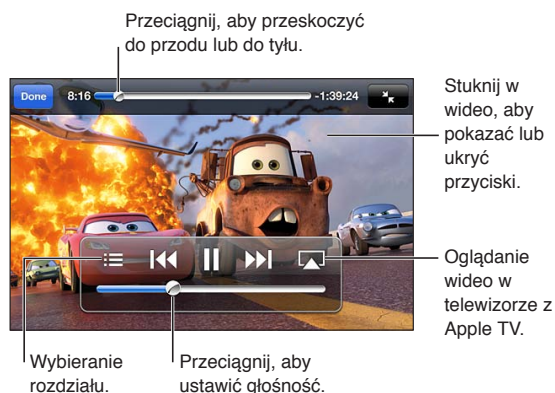 Przeciągnij, aby przeskoczyć
do przodu lub do tyłu.
Done
8:16
-1:39:24
Stuknij w
wideo, aby
pokazać lub
ukryć
przyciski.
Oglądanie
wideo w
telewizorze z
Apple TV.
Wybieranie
rozdziału.
Przeciągnij, aby
ustawić głośność.